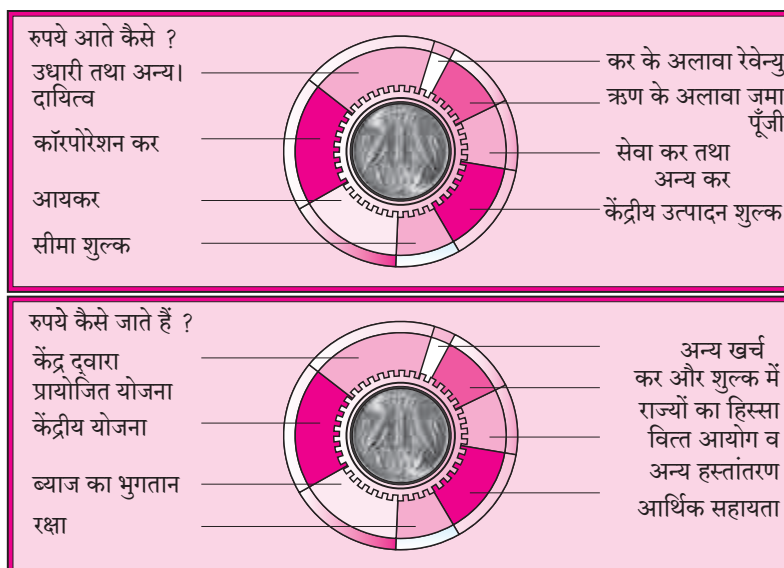 रुपये आते कैसे ?
उधारी तथा अन्य।
दायित्व
कॉरपोरेशन कर
आयकर
सीमा शुल्क
कर के अलावा रेवेन्यु
ऋण के अलावा जमा
पूँजी
सेवा कर तथा
अन्य कर
केंद्रीय उत्पादन शुल्क
रुपये कैसे जाते हैं ?
केंद्र द्वारा
प्रायोजित योजना
केंद्रीय योजना
ब्याज का भुगतान
रक्षा
अन्य खर्च
कर और शुल्क में
राज्यों का हिस्सा
वित्त आयोग व
अन्य हस्तांतरण
आर्थिक सहायता